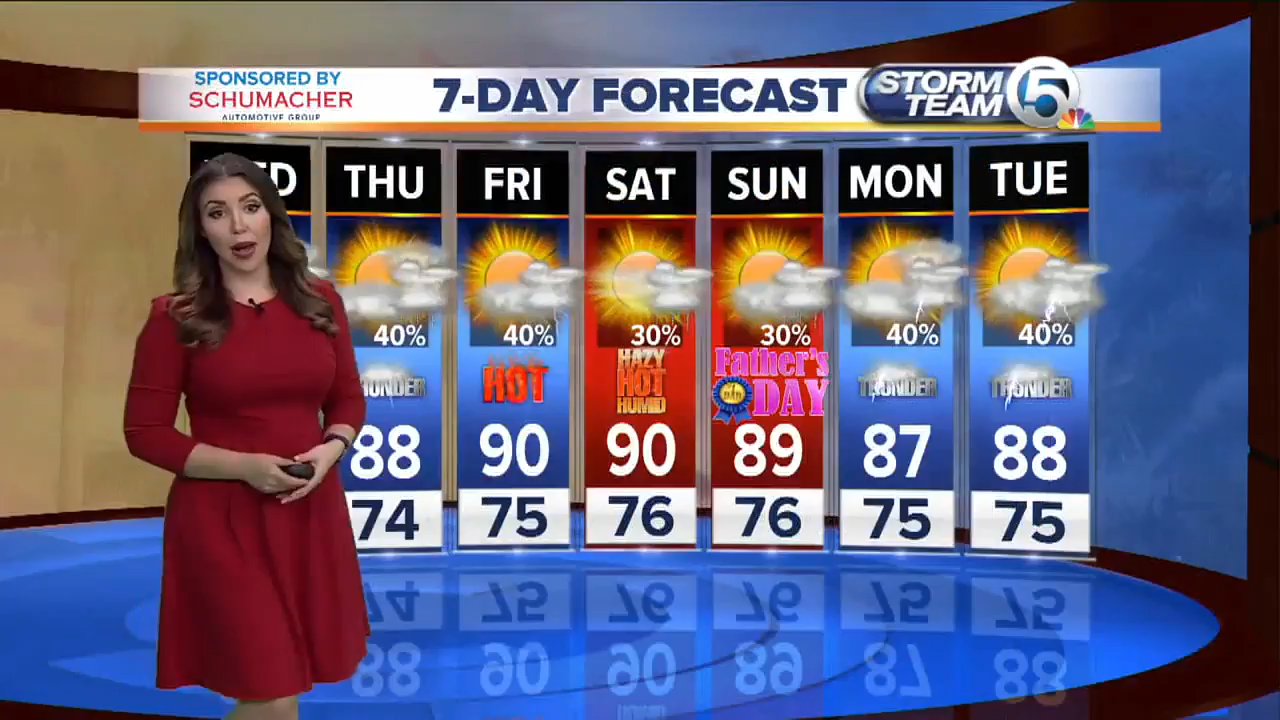 SPONSORED BY
SCHUMACHER
AUTOMOTIVE GROUP
7-DAY FORECAST
STORM
TEAM
5
THU FRI SAT SUN MON TUE
40% 40% 30% 30% 40% 40%
HOT
HAZY
HOT
HUMID
Father's
DAY
THUNDER THUNDER
88 90 90 89 87 88
74 75 76 76 75 75